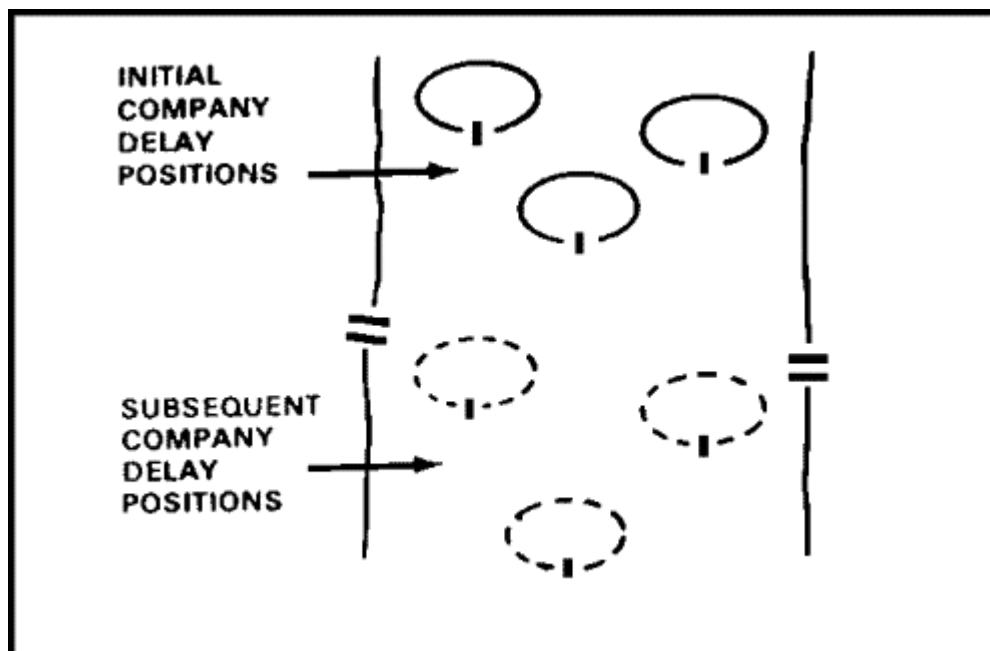 INITIAL
COMPANY
DELAY
POSITIONS
SUBSEQUENT
COMPANY
DELAY
POSITIONS